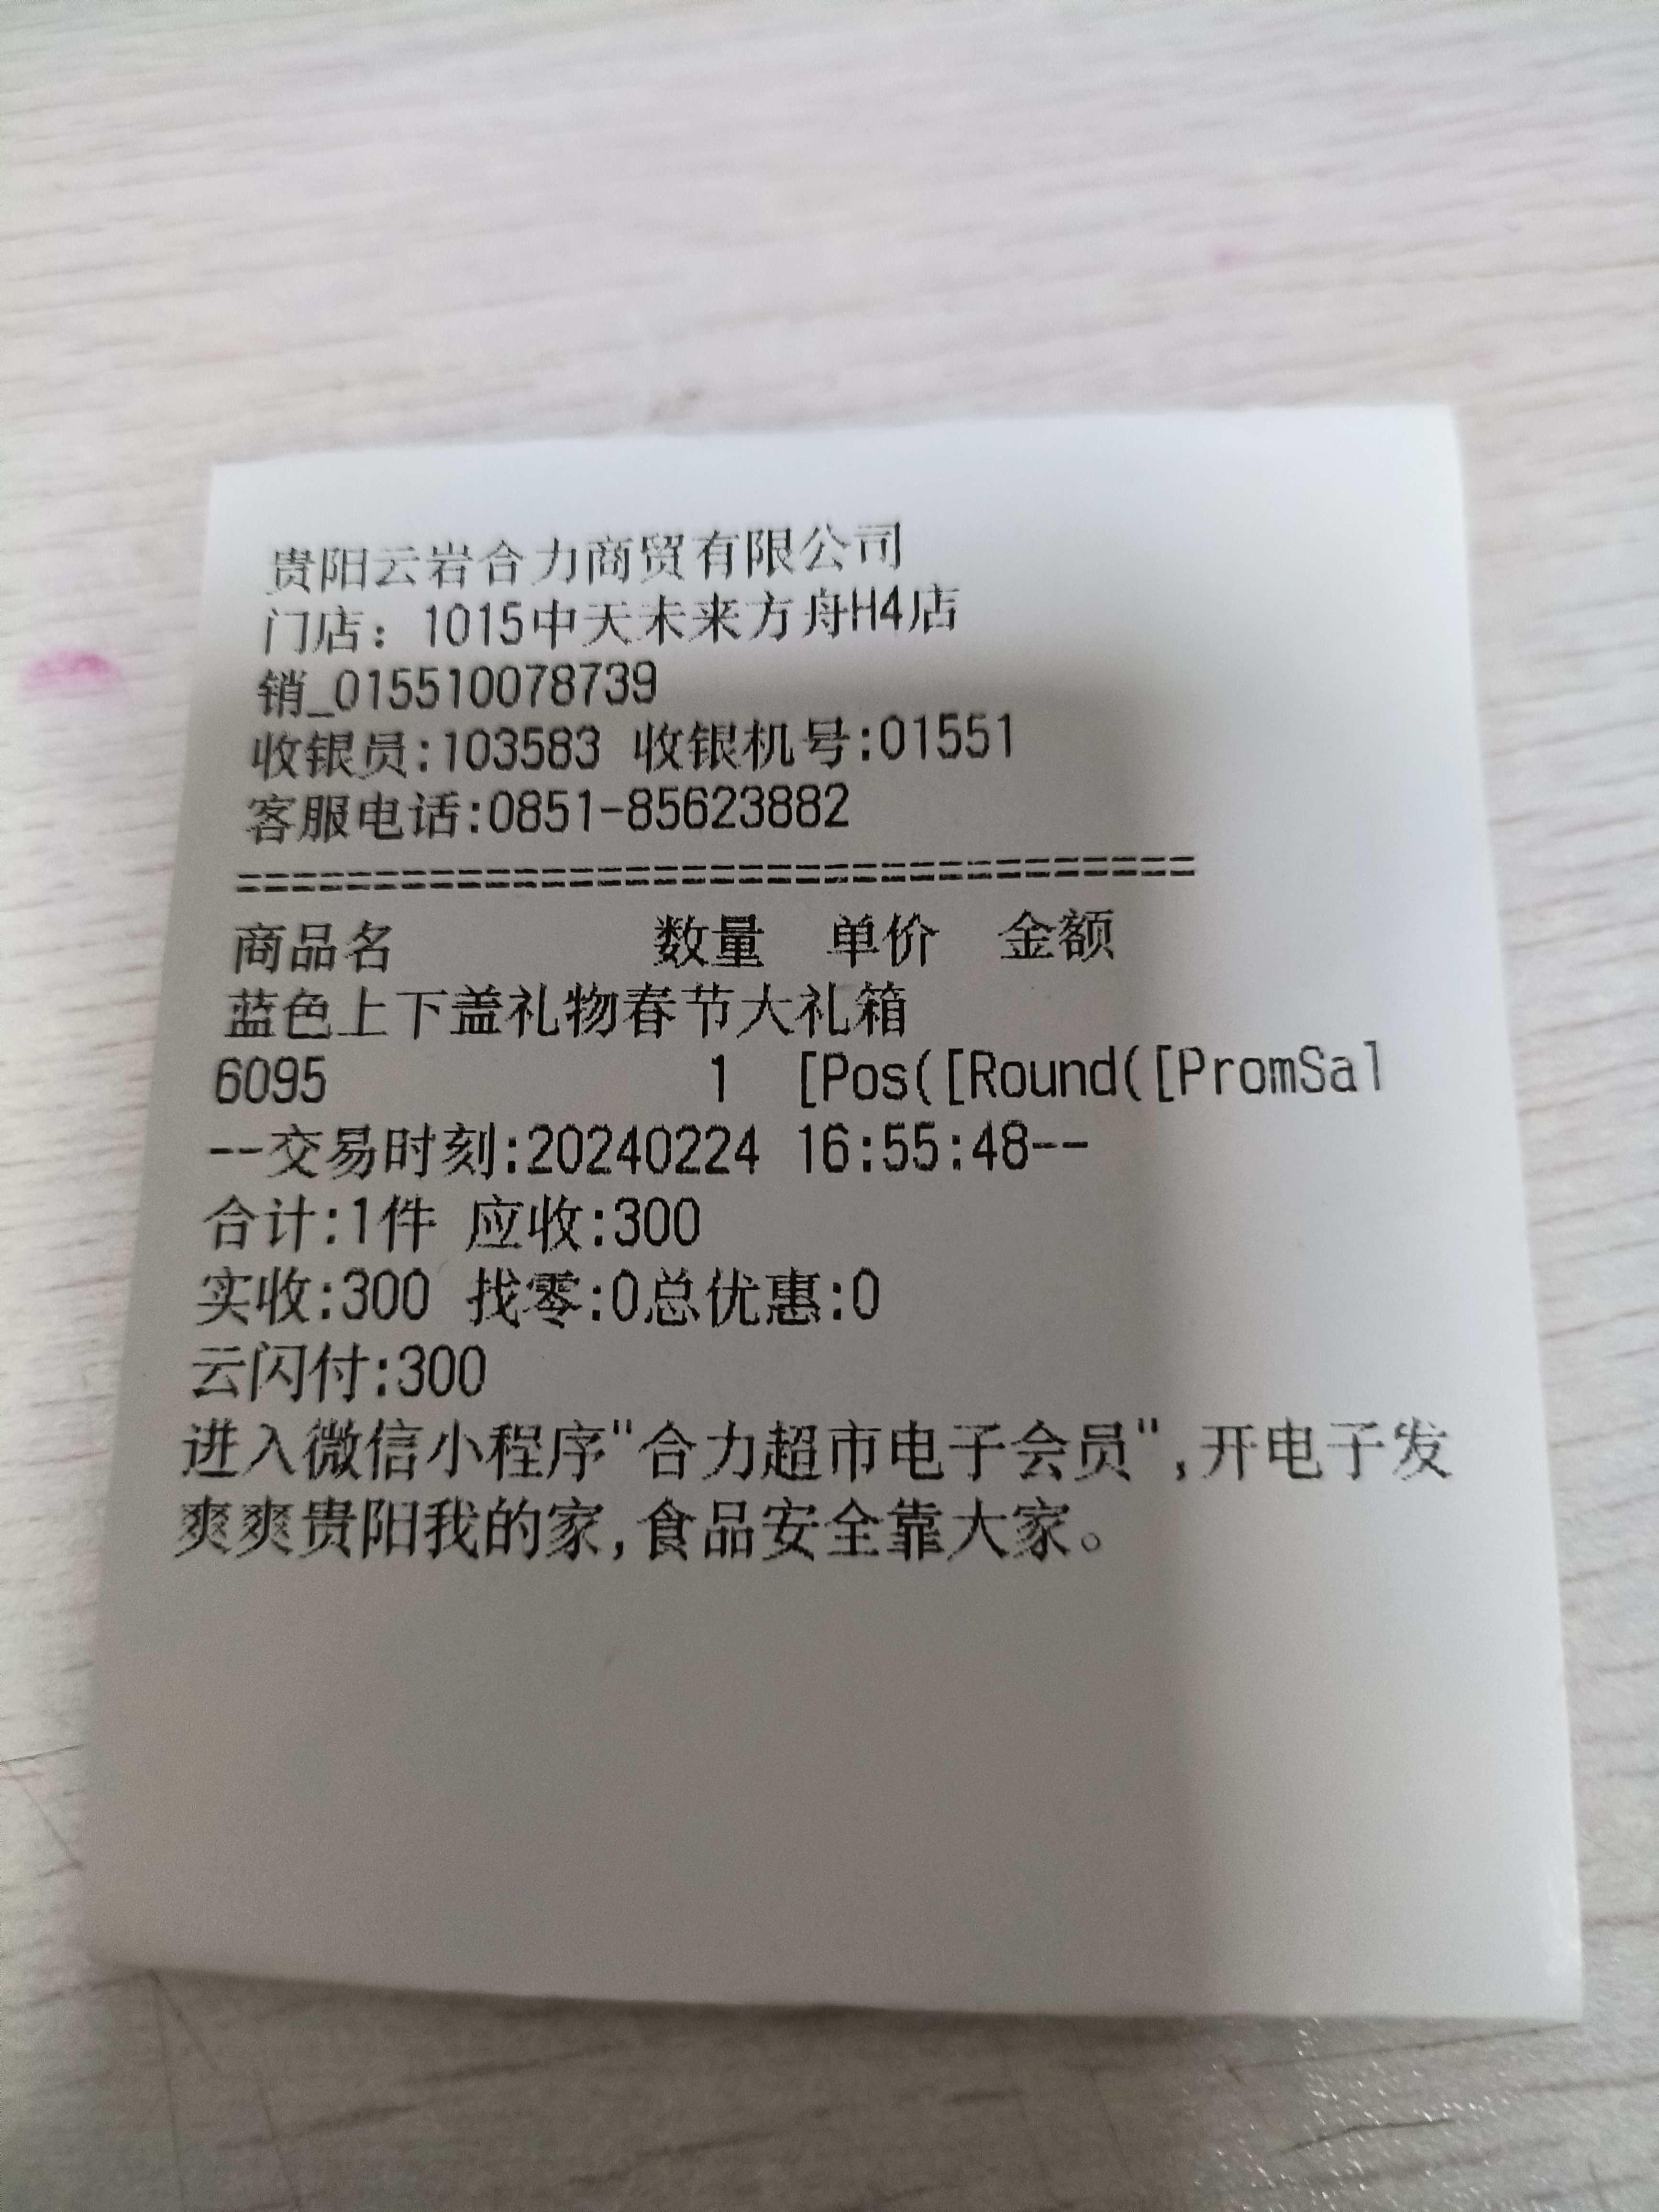 贵阳云岩合力商贸有限公司
门店：1015中天未来方舟H4店
销_015510078739
收银员:103583 收银机号:01551
客服电话:0851-85623882
===================================
商品名 数量 单价 金额
蓝色上下盖礼物春节大礼箱
6095 1 [Pos([Round([PromSal
--交易时刻:20240224 16:55:48--
合计:1件 应收:300
实收:300 找零:0总优惠:0
云闪付:300
进入微信小程序"合力超市电子会员",开电子发
爽爽贵阳我的家,食品安全靠大家。